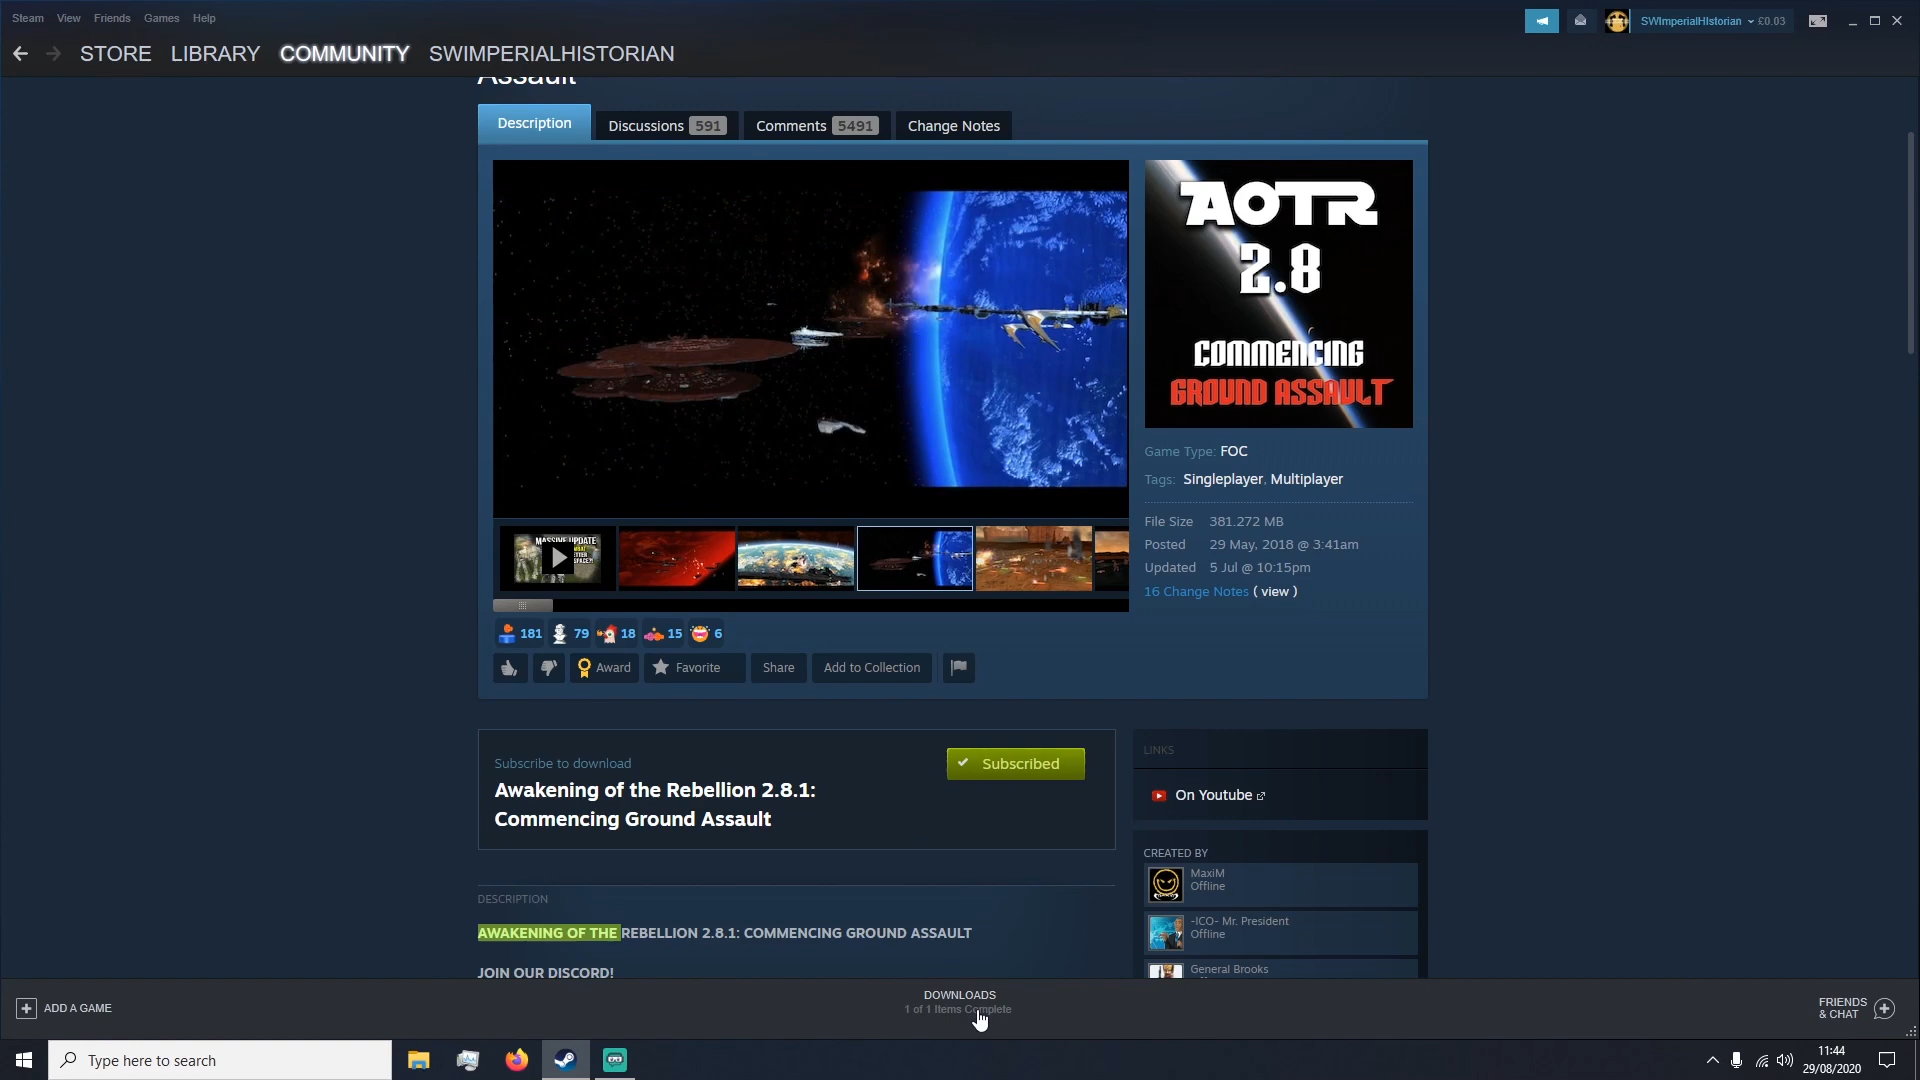 Steam View Friends Games Help
SWImperialHIstorian £0.03
STORE LIBRARY COMMUNITY SWIMPERIALHISTORIAN
Assault
Description Discussions 591 Comments 5491 Change Notes
AOTR
2.8
COMMENCING
GROUND ASSAULT
MASSIVE UPDATE
Game Type: FOC
Tags: Singleplayer, Multiplayer
File Size 381.272 MB
Posted 29 May, 2018 @ 3:41am
Updated 5 Jul @ 10:15pm
16 Change Notes ( view )
181 79 18 15 6
Award Favorite Share Add to Collection
Subscribe to download
Awakening of the Rebellion 2.8.1:
Commencing Ground Assault
Subscribed
LINKS
On Youtube
CREATED BY
MaxiM
Offline
-ICO- Mr. President
Offline
General Brooks
DESCRIPTION
AWAKENING OF THE REBELLION 2.8.1: COMMENCING GROUND ASSAULT
JOIN OUR DISCORD!
ADD A GAME
DOWNLOADS
1 of 1 Items Complete
FRIENDS
& CHAT
Type here to search
11:44
29/08/2020